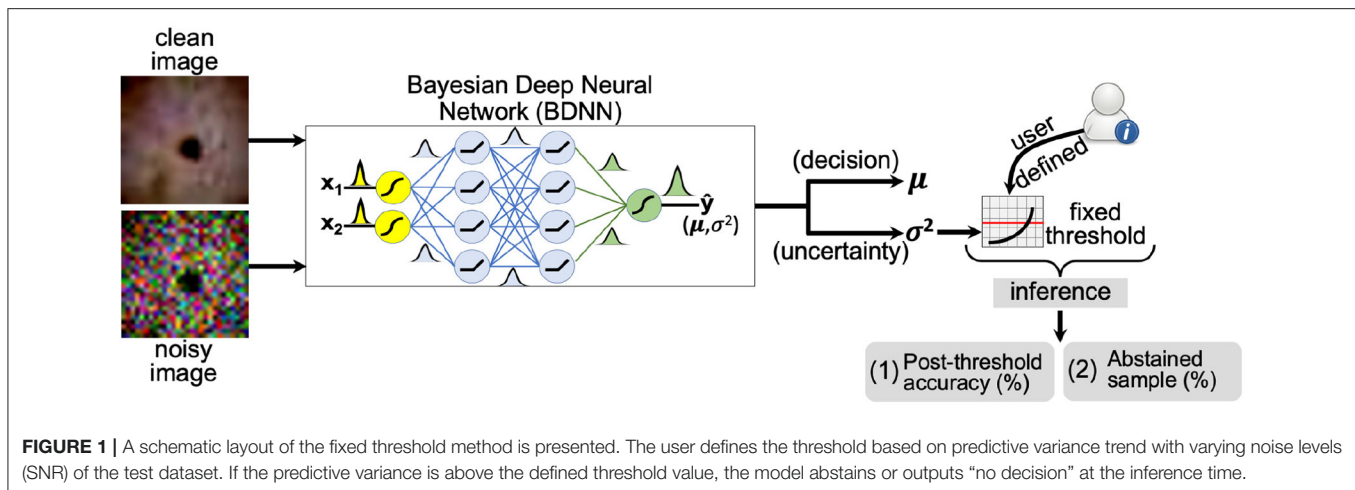 clean
image
noisy
image
Bayesian Deep Neural
Network (BDNN)
x1
x2
ŷ
(μ,σ²)
(decision)
μ
(uncertainty)
σ²
user
defined
i
fixed
threshold
inference
(1) Post-threshold
accuracy (%)
(2) Abstained
sample (%)
FIGURE 1 | A schematic layout of the fixed threshold method is presented. The user defines the threshold based on predictive variance trend with varying noise levels
(SNR) of the test dataset. If the predictive variance is above the defined threshold value, the model abstains or outputs “no decision” at the inference time.